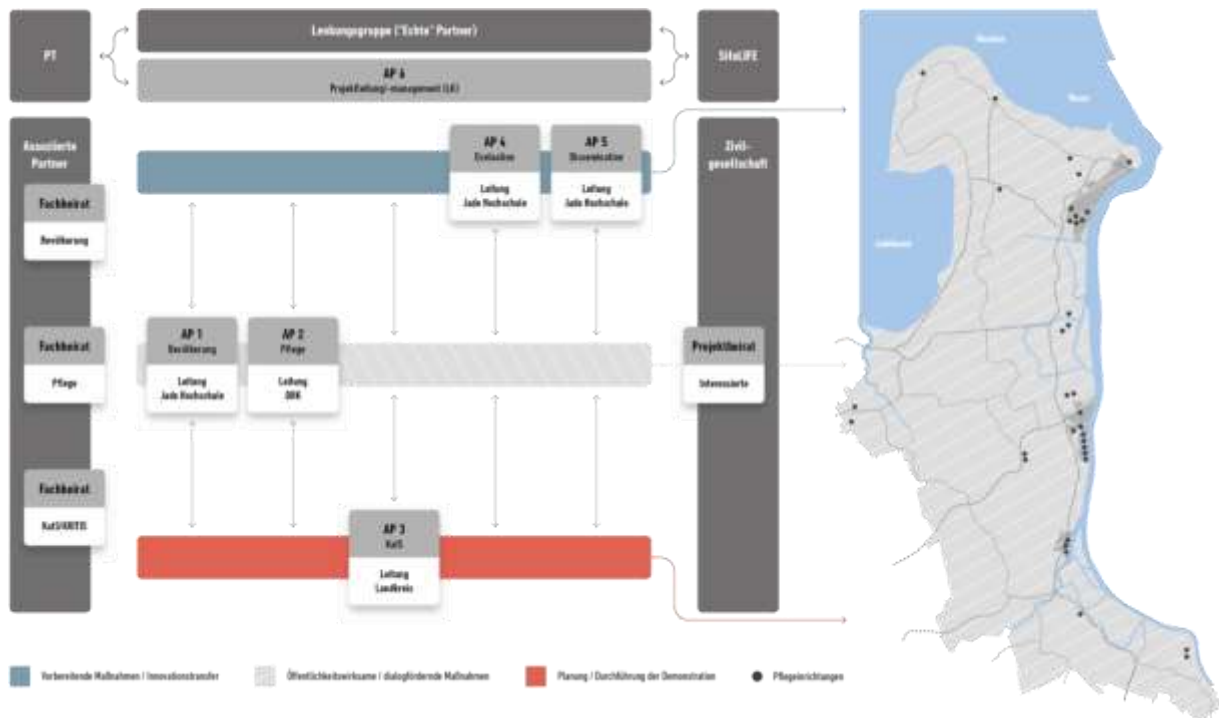 PT
Lenkungsgruppe ("Echte" Partner)
AP 6
Projektleitung/-management (LK)
SiteLIFE
Assoziierte
Partner
Fachbeirat
Bevölkerung
Fachbeirat
Pflege
Fachbeirat
KatS/KRITIS
AP 4
Evaluation
Leitung
Jade Hochschule
AP 5
Dissemination
Leitung
Jade Hochschule
AP 1
Bevölkerung
Leitung
Jade Hochschule
AP 2
Pflege
Leitung
DRK
AP 3
KatS
Leitung
Landkreis
Zivil-
gesellschaft
Projektbeirat
Interessierte
Vorbereitende Maßnahmen / Innovationstransfer
Öffentlichkeitswirksame / dialogfördernde Maßnahmen
Planung / Durchführung der Demonstration
Pflegeeinrichtungen